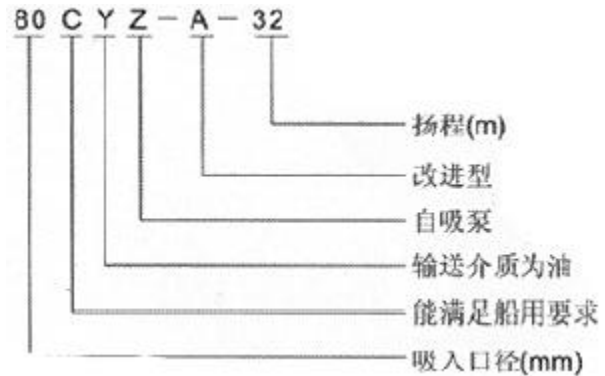 80 C Y Z - A - 32
扬程(m)
改进型
自吸泵
输送介质为油
能满足船用要求
吸入口径(mm)